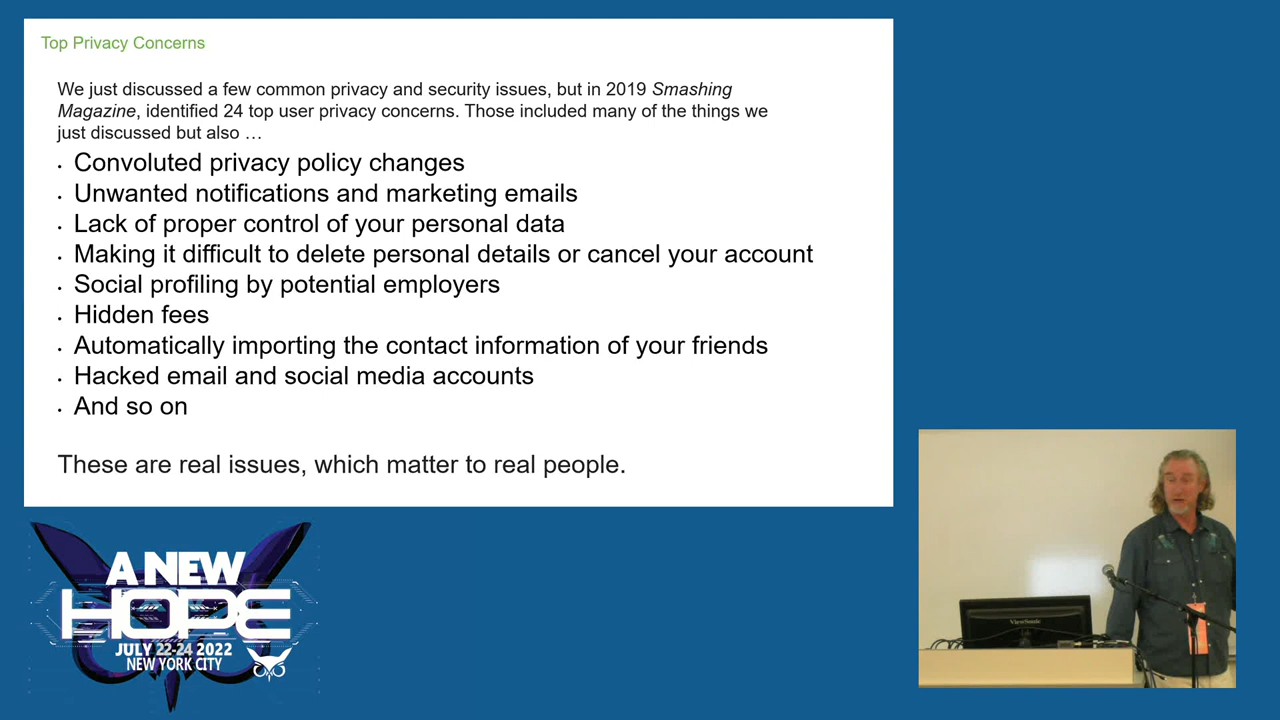 Top Privacy Concerns
We just discussed a few common privacy and security issues, but in 2019 Smashing
Magazine, identified 24 top user privacy concerns. Those included many of the things we
just discussed but also …
• Convoluted privacy policy changes
• Unwanted notifications and marketing emails
• Lack of proper control of your personal data
• Making it difficult to delete personal details or cancel your account
• Social profiling by potential employers
• Hidden fees
• Automatically importing the contact information of your friends
• Hacked email and social media accounts
• And so on
These are real issues, which matter to real people.
A NEW
HOPE
JULY 22-24 2022
NEW YORK CITY
ViewSonic